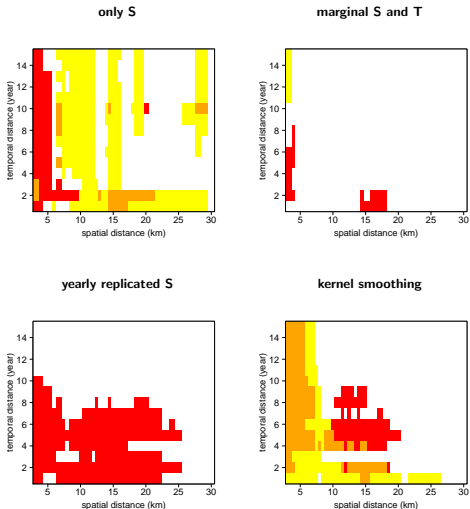 only S
marginal S and T
temporal distance (year)
14
12
10
8
6
4
2
5 10 15 20 25 30
spatial distance (km)
temporal distance (year)
14
12
10
8
6
4
2
5 10 15 20 25 30
spatial distance (km)
yearly replicated S
kernel smoothing
temporal distance (year)
14
12
10
8
6
4
2
5 10 15 20 25 30
spatial distance (km)
temporal distance (year)
14
12
10
8
6
4
2
5 10 15 20 25 30
spatial distance (km)